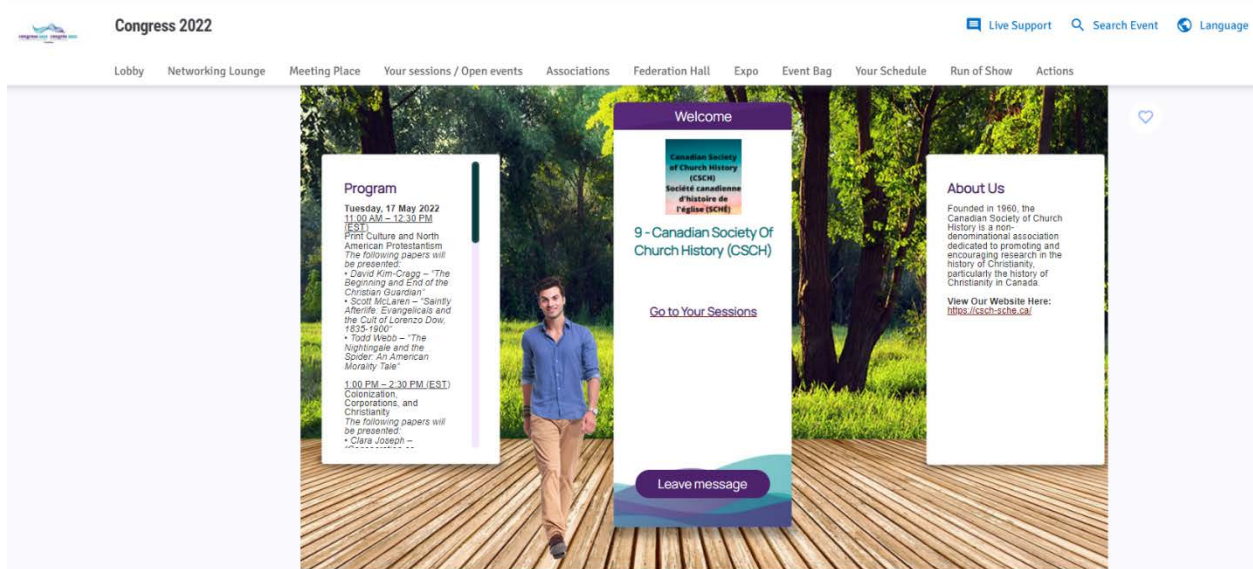 Congress 2022
Live Support
Search Event
Language
Lobby
Networking Lounge
Meeting Place
Your sessions / Open events
Associations
Federation Hall
Expo
Event Bag
Your Schedule
Run of Show
Actions
Program
Tuesday, 17 May 2022
11:00 AM – 12:30 PM
(EST)
Print Culture and North
American Protestantism
The following papers will
be presented:
• David Kim-Cragg – "The
Beginning and End of the
Christian Guardian"
• Scott McLaren – "Saintly
Afterlife: Evangelicals and
the Cult of Lorenzo Dow,
1835-1900"
• Todd Webb – "The
Nightingale and the
Spider: An American
Morality Tale"
1:00 PM – 2:30 PM (EST)
Colonization,
Corporations, and
Christianity
The following papers will
be presented:
• Clara Joseph –
Welcome
Canadian Society
of Church History
(CSCH)
Société canadienne
d'histoire de
l'église (SCHÉ)
9 - Canadian Society Of
Church History (CSCH)
Go to Your Sessions
Leave message
About Us
Founded in 1960, the
Canadian Society of Church
History is a non-
denominational association
dedicated to promoting and
encouraging research in the
history of Christianity,
particularly the history of
Christianity in Canada.
View Our Website Here:
https://csch-sche.ca/